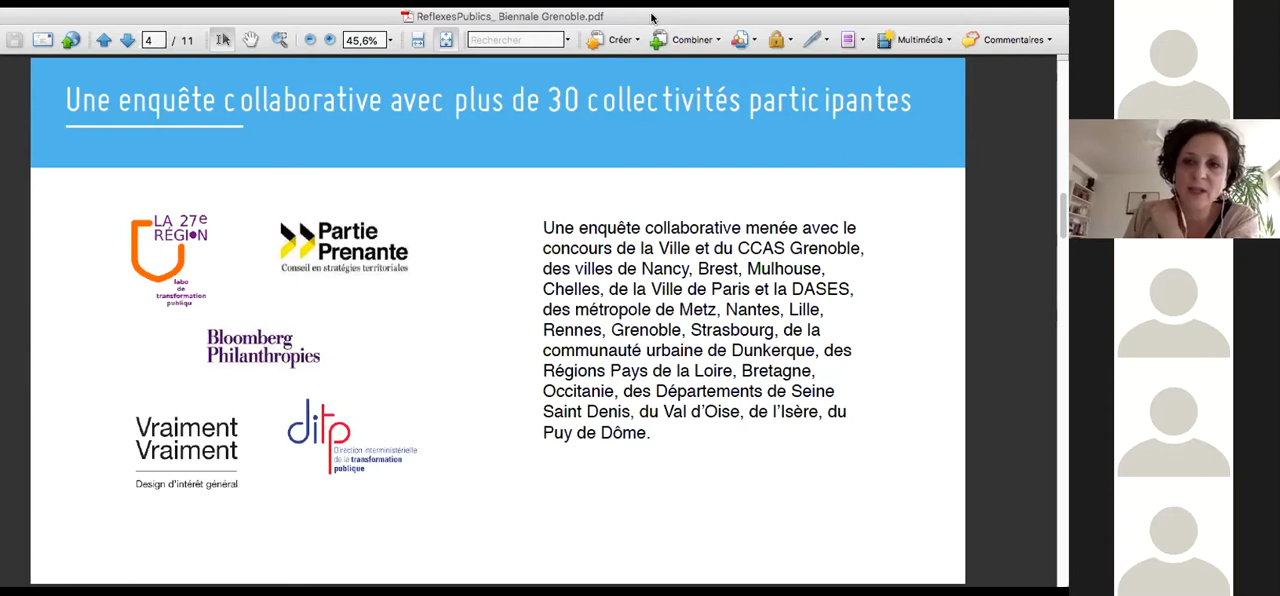 ReflexesPublics_ Biennale Grenoble.pdf
4 / 11
45,6%
Rechercher
Créer
Combiner
Multimédia
Commentaires
Une enquête collaborative avec plus de 30 collectivités participantes
LA 27e
RÉGION
labo
de
transformation
publiqu
Partie
Prenante
Conseil en stratégies territoriales
Bloomberg
Philanthropies
Vraiment
Vraiment
Design d'intérêt général
ditp
Direction interministérielle
de la transformation
publique
Une enquête collaborative menée avec le
concours de la Ville et du CCAS Grenoble,
des villes de Nancy, Brest, Mulhouse,
Chelles, de la Ville de Paris et la DASES,
des métropole de Metz, Nantes, Lille,
Rennes, Grenoble, Strasbourg, de la
communauté urbaine de Dunkerque, des
Régions Pays de la Loire, Bretagne,
Occitanie, des Départements de Seine
Saint Denis, du Val d’Oise, de l’Isère, du
Puy de Dôme.